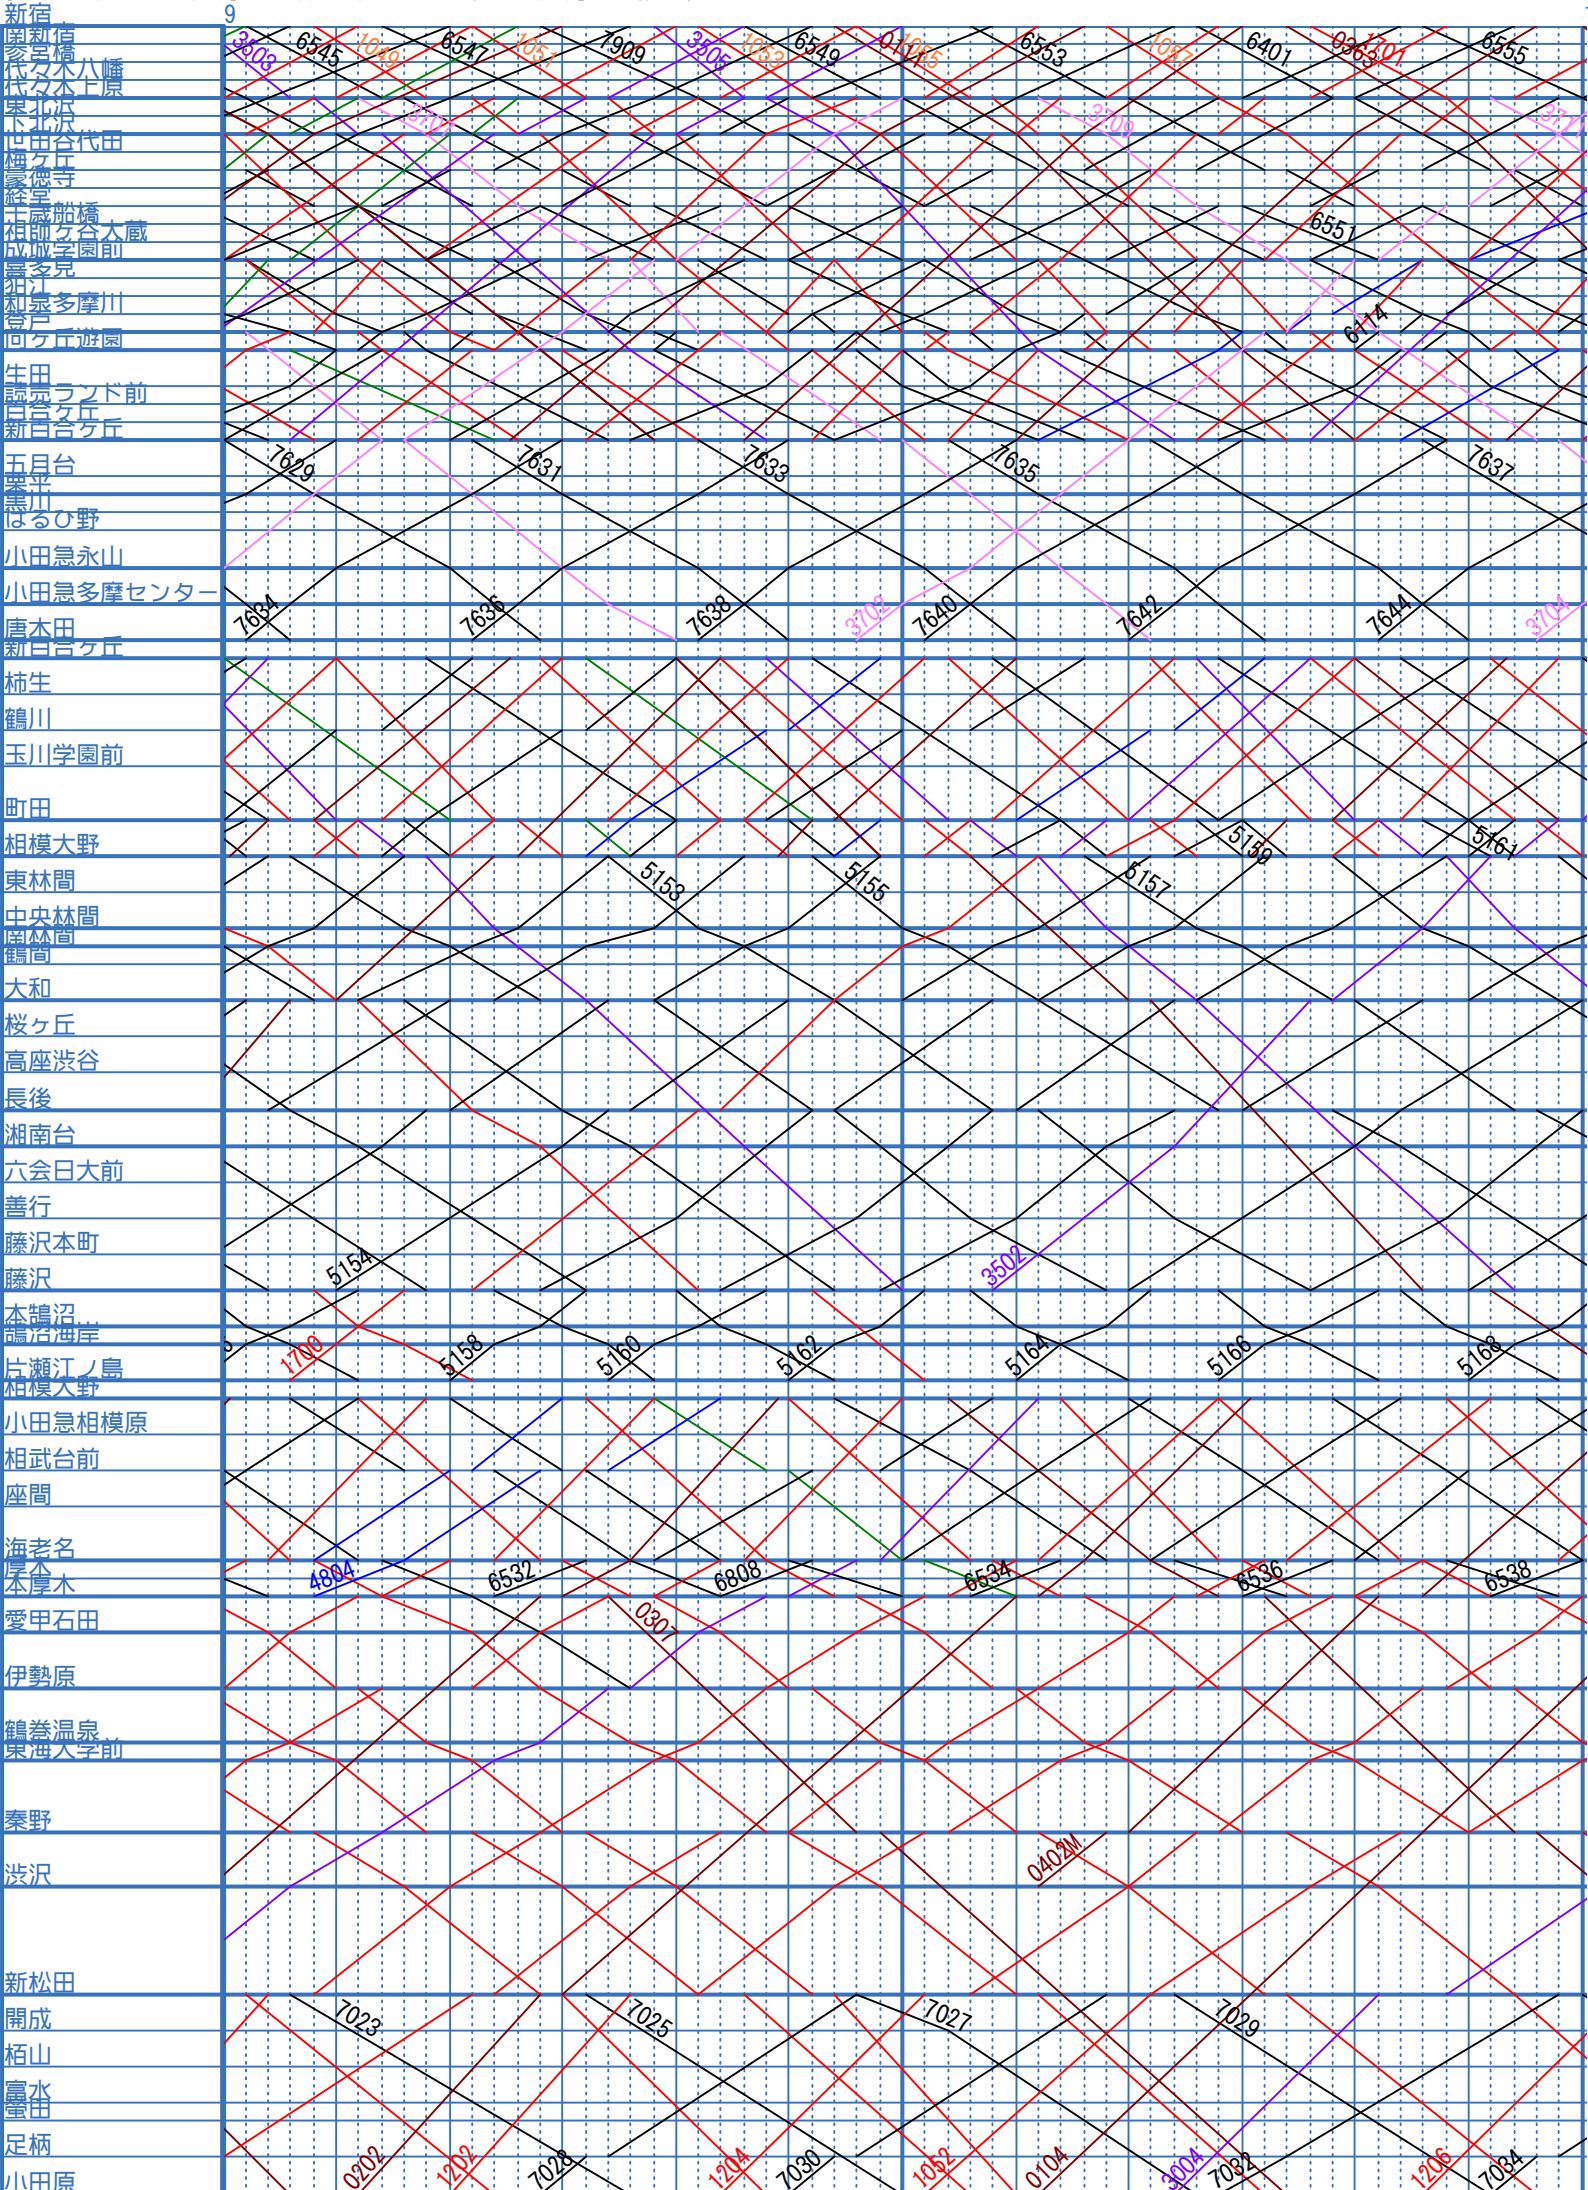 新宿
9
南新宿
参宮橋
代々木八幡
代々木上原
東北沢
下北沢
世田谷代田
梅ヶ丘
豪徳寺
経堂
千歳船橋
祖師ヶ谷大蔵
成城学園前
喜多見
狛江
和泉多摩川
登戸
向ヶ丘遊園
生田
読売ランド前
百合ヶ丘
新百合ヶ丘
五月台
栗平
黒川
はるひ野
小田急永山
小田急多摩センター
唐木田
新百合ヶ丘
柿生
鶴川
玉川学園前
町田
相模大野
東林間
中央林間
南林間
鶴間
大和
桜ヶ丘
高座渋谷
長後
湘南台
六会日大前
善行
藤沢本町
藤沢
本鵠沼
鵠沼海岸
片瀬江ノ島
相模大野
小田急相模原
相武台前
座間
海老名
厚木
本厚木
愛甲石田
伊勢原
鶴巻温泉
東海大学前
秦野
渋沢
新松田
開成
栢山
富水
螢田
足柄
小田原
3503 6545 1049 6547 1051 7909 3505 1053 6549 1055 6553 1057 6401 0363 1701 6555
3707 3709
6551
6114
7629 7631 7633 7635 7637
7634 7636 7638 3702 7640 7642 7644 3704
5159 5161
5153 5155 5157
3502
5154
1700 5158 5160 5162 5164 5166 5168
4804 6532 6808 6534 6536 6538
0307
0402M
7023 7025 7027 7029
0202 1202 7028 1204 7030 1052 0104 3004 7032 1206 7034